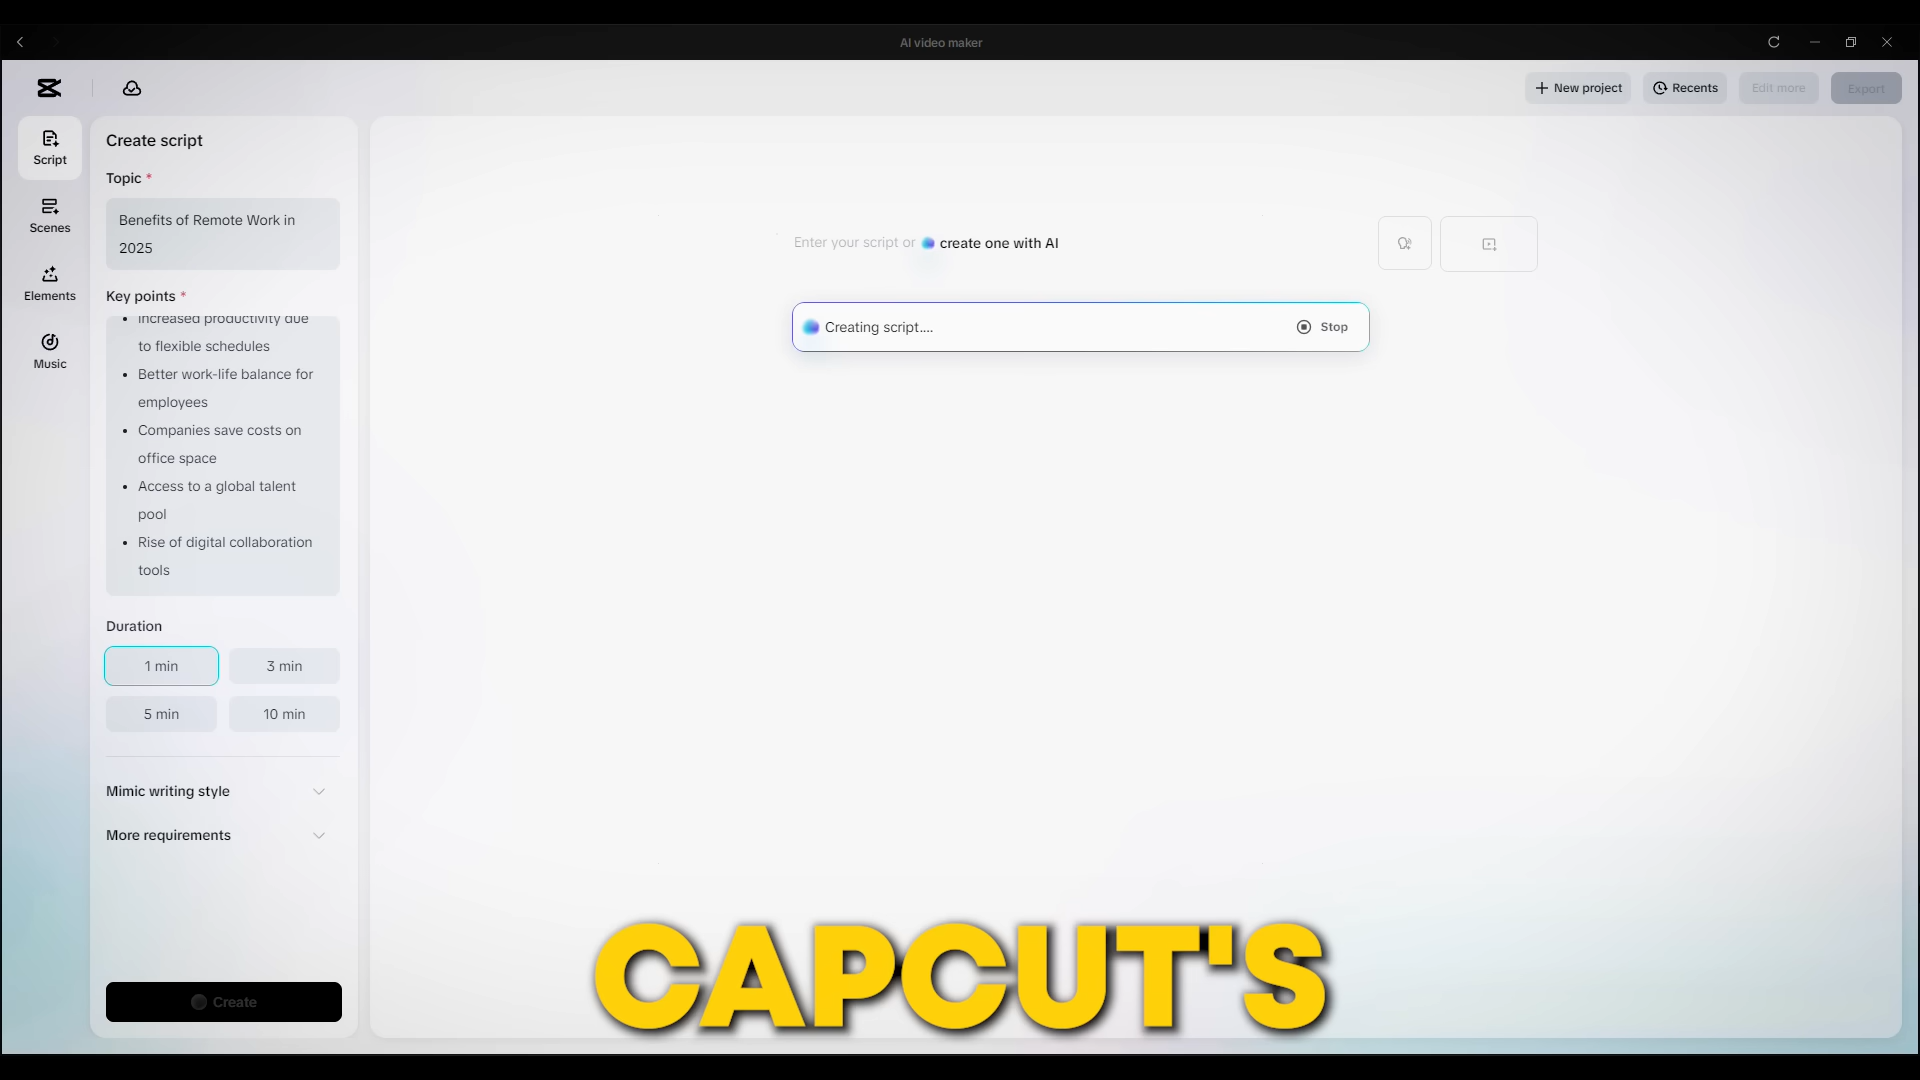 AI video maker
New project
Recents
Edit more
Export
Script
Scenes
Elements
Music
Create script
Topic *
Benefits of Remote Work in
2025
Key points *
Increased productivity due
to flexible schedules
Better work-life balance for
employees
Companies save costs on
office space
Access to a global talent
pool
Rise of digital collaboration
tools
Duration
1 min
3 min
5 min
10 min
Mimic writing style
More requirements
Create
Enter your script or create one with AI
Creating script....
Stop
CAPCUT'S